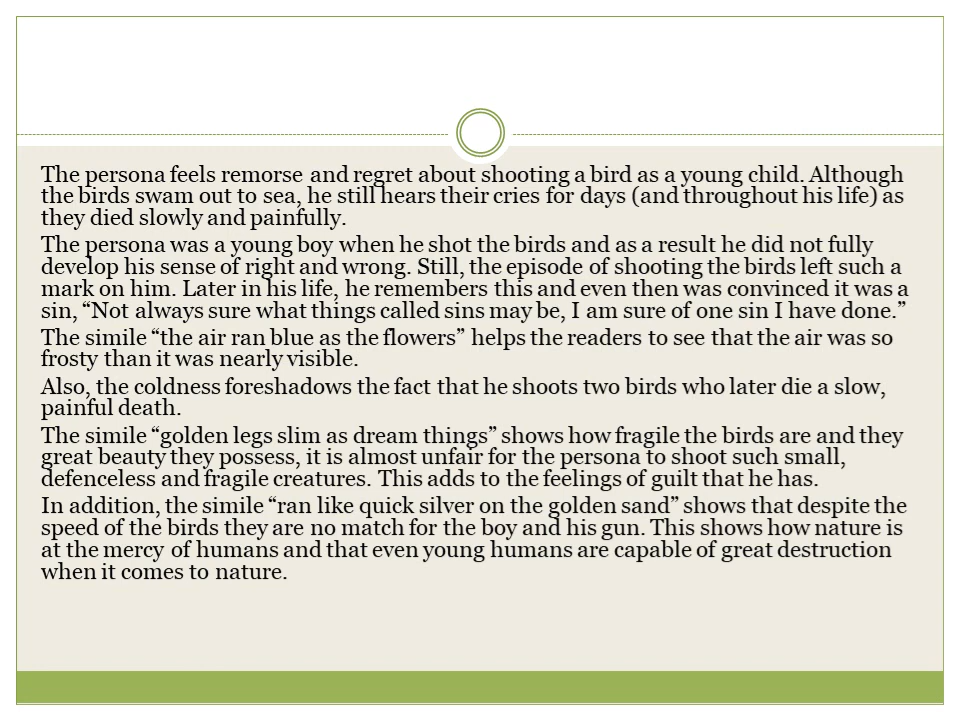 The persona feels remorse and regret about shooting a bird as a young child. Although
the birds swam out to sea, he still hears their cries for days (and throughout his life) as
they died slowly and painfully.
The persona was a young boy when he shot the birds and as a result he did not fully
develop his sense of right and wrong. Still, the episode of shooting the birds left such a
mark on him. Later in his life, he remembers this and even then was convinced it was a
sin, “Not always sure what things called sins may be, I am sure of one sin I have done.”
The simile “the air ran blue as the flowers” helps the readers to see that the air was so
frosty than it was nearly visible.
Also, the coldness foreshadows the fact that he shoots two birds who later die a slow,
painful death.
The simile “golden legs slim as dream things” shows how fragile the birds are and they
great beauty they possess, it is almost unfair for the persona to shoot such small,
defenceless and fragile creatures. This adds to the feelings of guilt that he has.
In addition, the simile “ran like quick silver on the golden sand” shows that despite the
speed of the birds they are no match for the boy and his gun. This shows how nature is
at the mercy of humans and that even young humans are capable of great destruction
when it comes to nature.